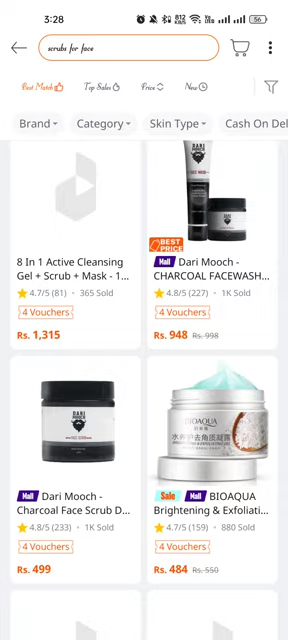 3:28
56
scrubs for face
Best Match
Top Sales
Price
New
Brand
Category
Skin Type
Cash On Del
8 In 1 Active Cleansing
Gel + Scrub + Mask - 1...
4.7/5 (81) • 365 Sold
4 Vouchers
Rs. 1,315
DARI
MOOCH
BEST
PRICE
Mall Dari Mooch -
CHARCOAL FACEWASH...
4.8/5 (227) • 1K Sold
4 Vouchers
Rs. 948 Rs. 998
DARI
MOOCH
Mall Dari Mooch -
Charcoal Face Scrub D...
4.8/5 (233) • 1K Sold
4 Vouchers
Rs. 499
BIOAQUA
Sale Mall BIOAQUA
Brightening & Exfoliati...
4.7/5 (159) • 880 Sold
4 Vouchers
Rs. 484 Rs. 550